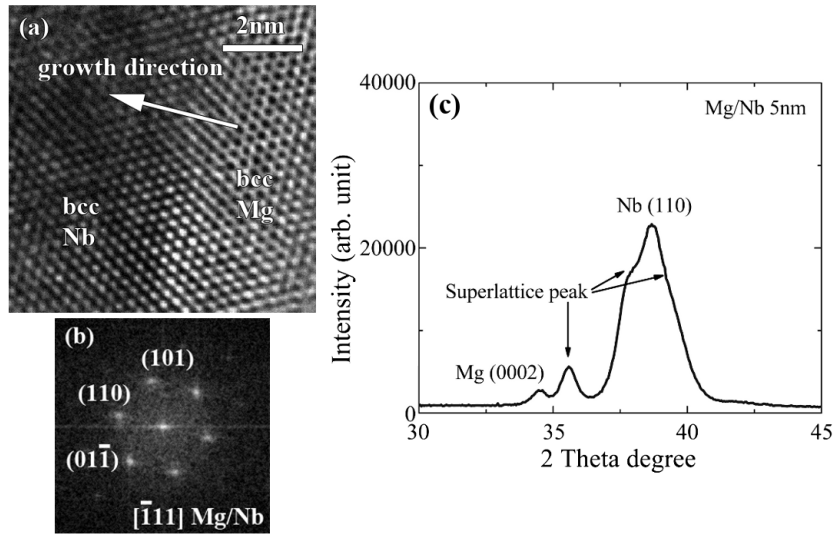 (a)
2nm
growth direction
bcc
Mg
bcc
Nb
(b)
(101)
(110)
(011̅)
[1̅11] Mg/Nb
(c)
Mg/Nb 5nm
Nb (110)
Superlattice peak
Mg (0002)
Intensity (arb. unit)
40000
20000
0
30
35
40
45
2 Theta degree